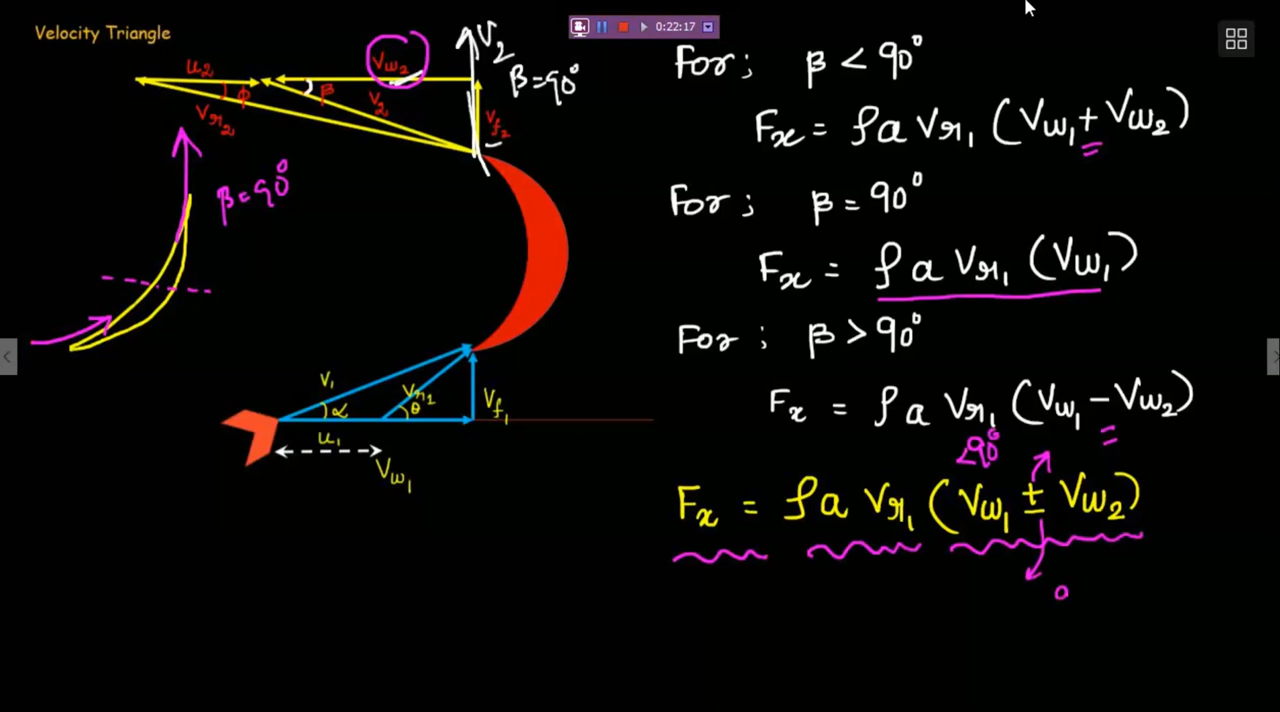 Velocity Triangle
0:22:17
u2
Vw2
V2
β=90°
ϕ
β
V2
Vr2
Vf2
β=90°
V1
α
Vr1
θ
Vf1
u1
Vw1
For; β < 90°
Fx = ρ a Vr1 (Vw1 + Vw2)
For; β = 90°
Fx = ρ a Vr1 (Vw1)
For; β > 90°
Fx = ρ a Vr1 (Vw1 - Vw2)
<90°
Fx = ρ a Vr1 (Vw1 ± Vw2)